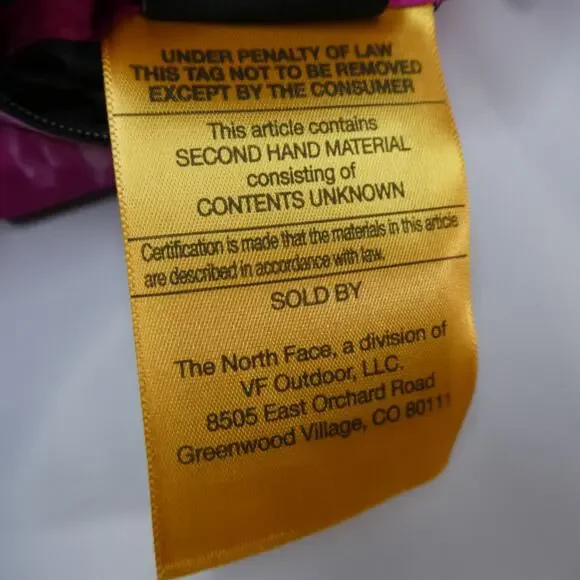 UNDER PENALTY OF LAW
THIS TAG NOT TO BE REMOVED
EXCEPT BY THE CONSUMER
This article contains
SECOND HAND MATERIAL
consisting of
CONTENTS UNKNOWN
Certification is made that the materials in this article
are described in accordance with law.
SOLD BY
The North Face, a division of
VF Outdoor, LLC.
8505 East Orchard Road
Greenwood Village, CO 80111